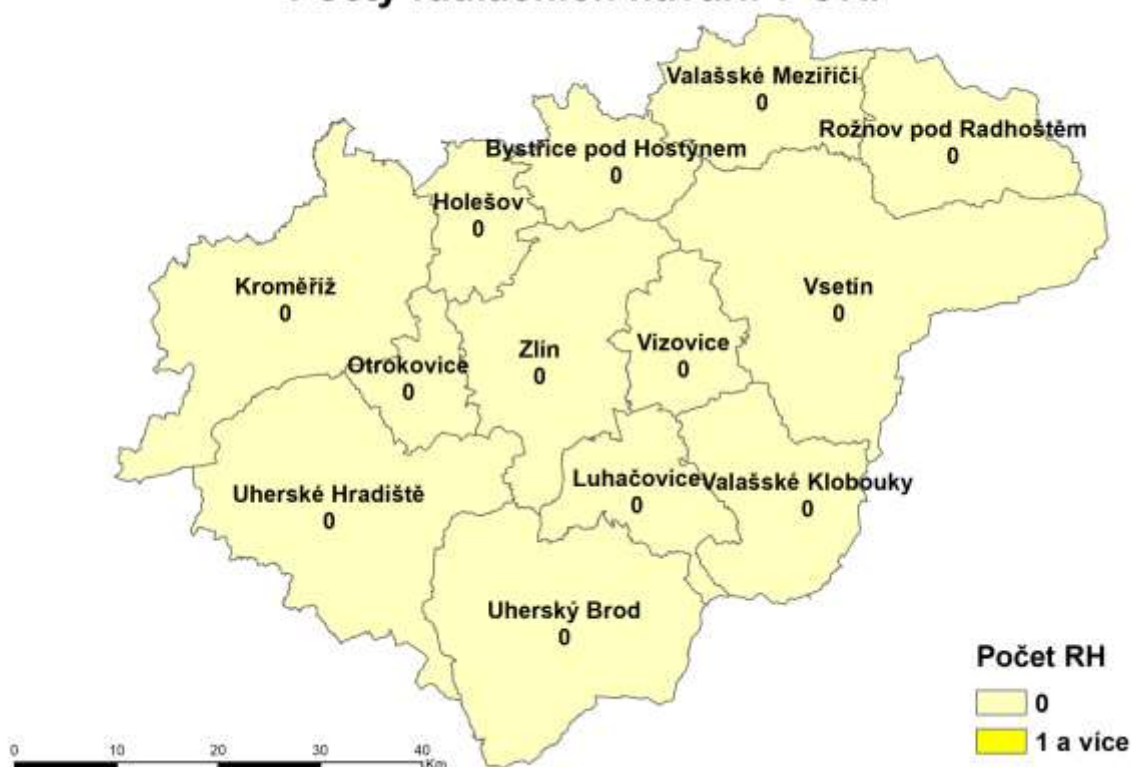 Valašské Meziříčí
0
Rožnov pod Radhoštěm
0
Bystřice pod Hostýnem
0
Holešov
0
Kroměříž
0
Vsetín
0
Zlín
0
Vizovice
0
Otrokovice
0
Luhačovice
0
Valašské Klobouky
0
Uherské Hradiště
0
Uherský Brod
0
Počet RH
0
1 a více
0 10 20 30 40
Km